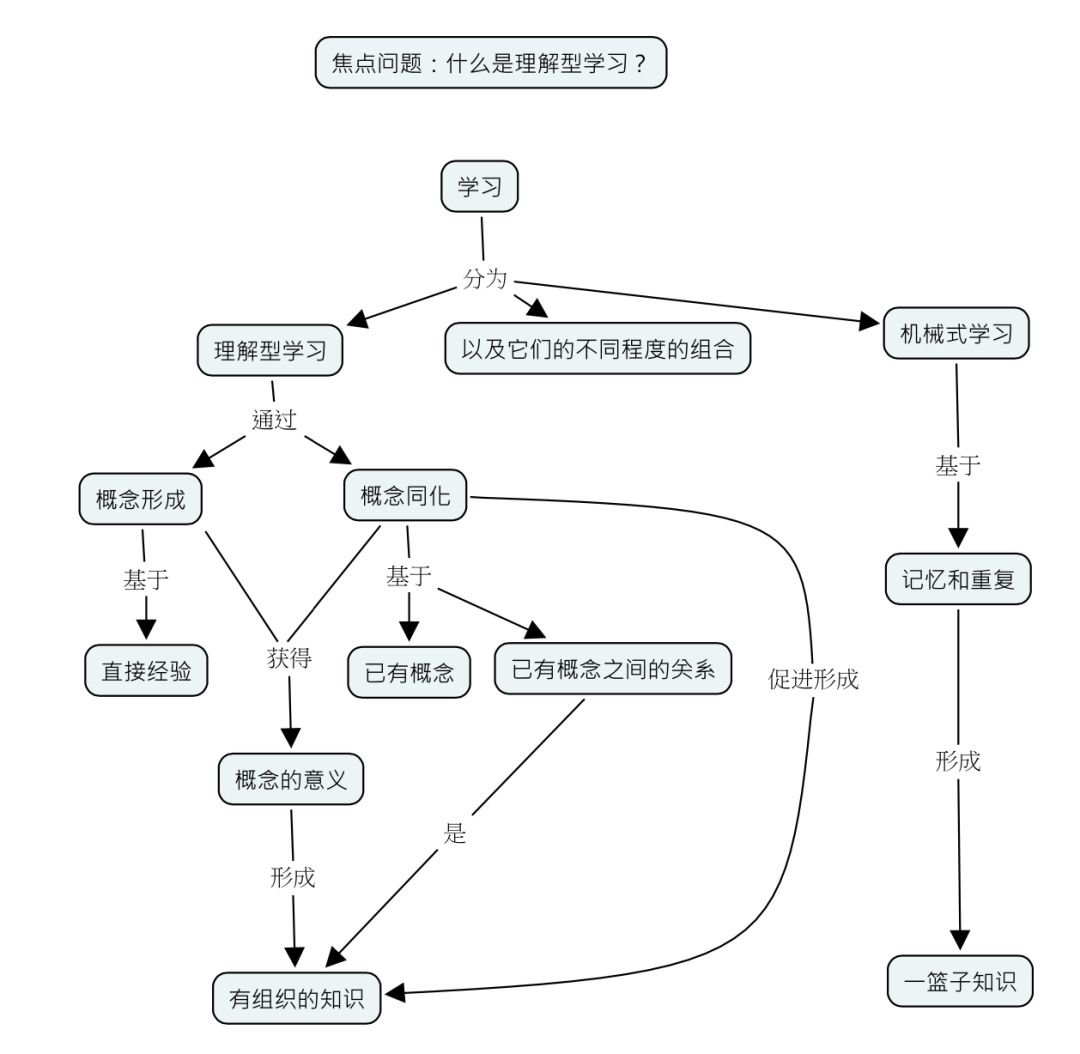 焦点问题：什么是理解型学习？
学习
分为
理解型学习
以及它们的不同程度的组合
机械式学习
通过
基于
概念形成
概念同化
基于
基于
记忆和重复
直接经验
获得
已有概念
已有概念之间的关系
促进形成
概念的意义
形成
是
形成
有组织的知识
一篮子知识